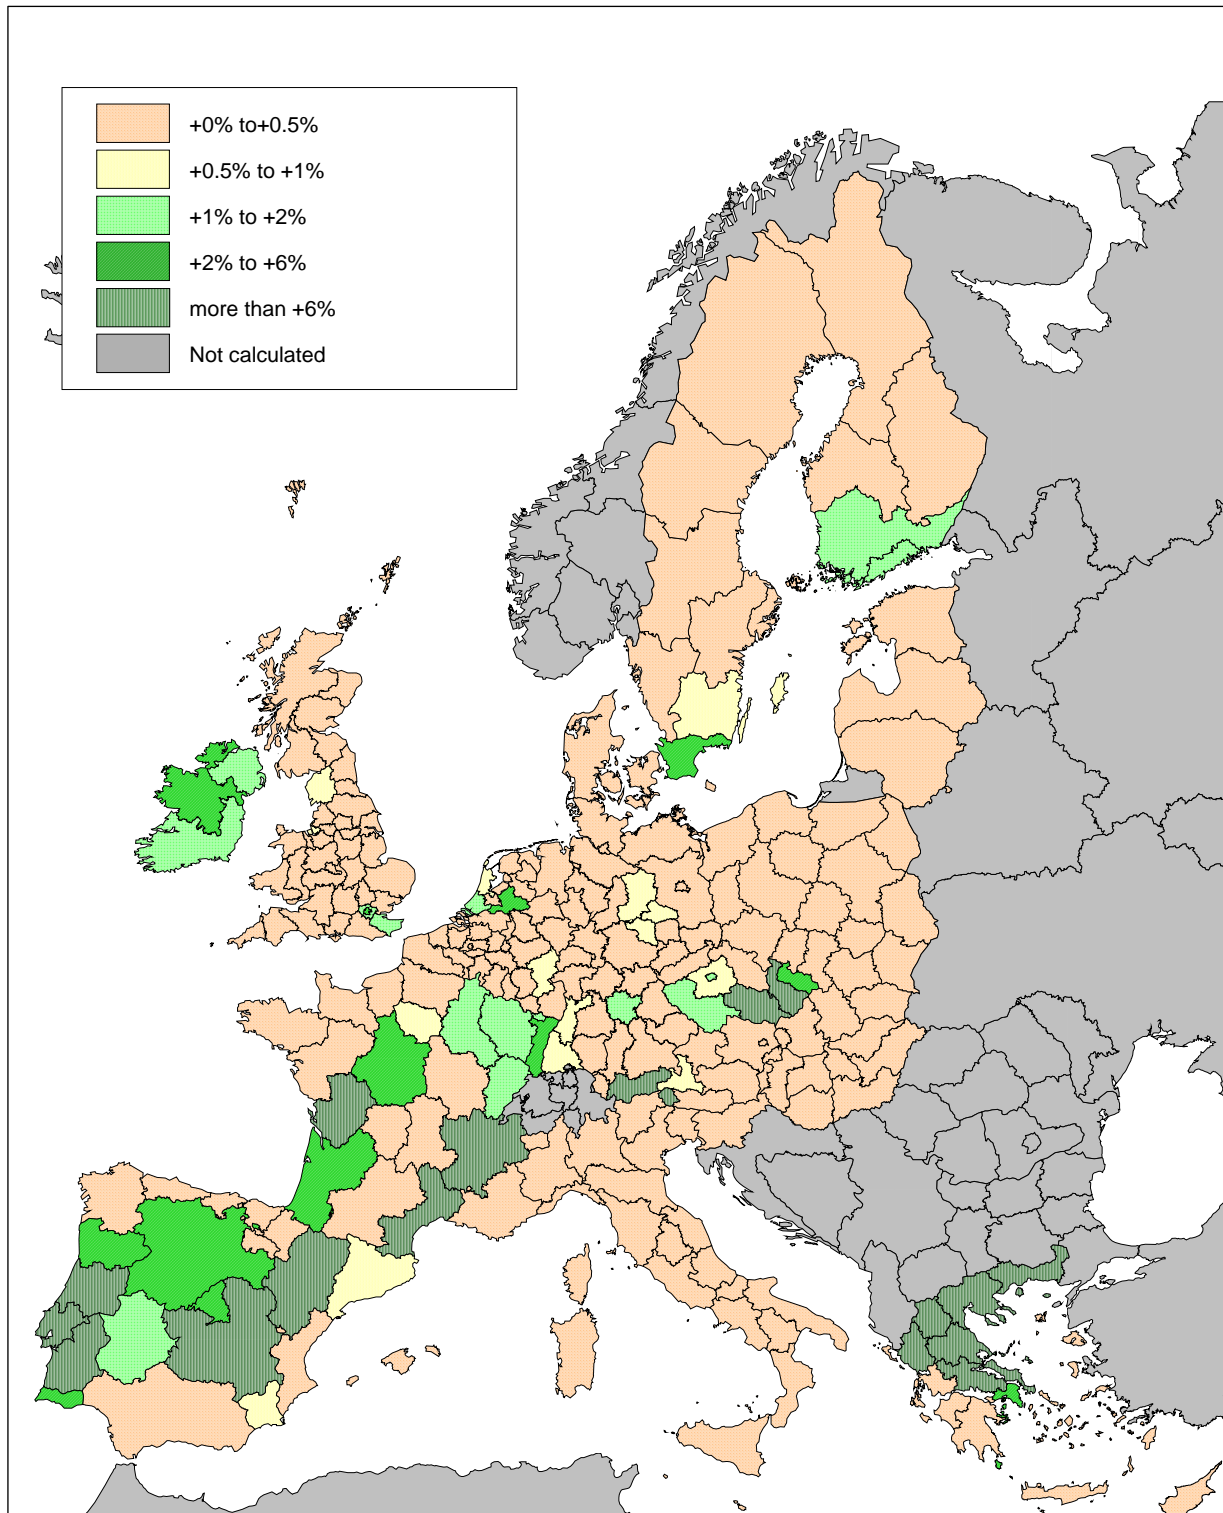 +0% to+0.5%
+0.5% to +1%
+1% to +2%
+2% to +6%
more than +6%
Not calculated